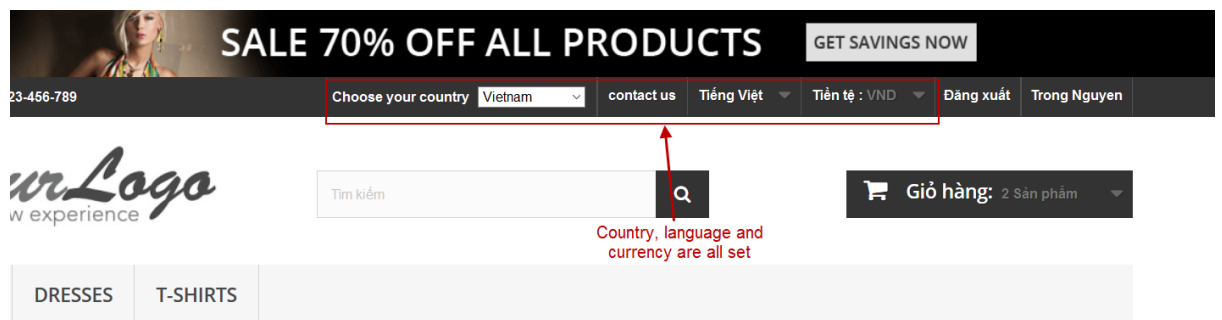 SALE 70% OFF ALL PRODUCTS GET SAVINGS NOW
23-456-789 Choose your country Vietnam contact us Tiếng Việt Tiền tệ : VND Đăng xuất Trong Nguyen
urLogo
w experience
Tìm kiếm
Giỏ hàng: 2 Sản phẩm
Country, language and
currency are all set
DRESSES T-SHIRTS